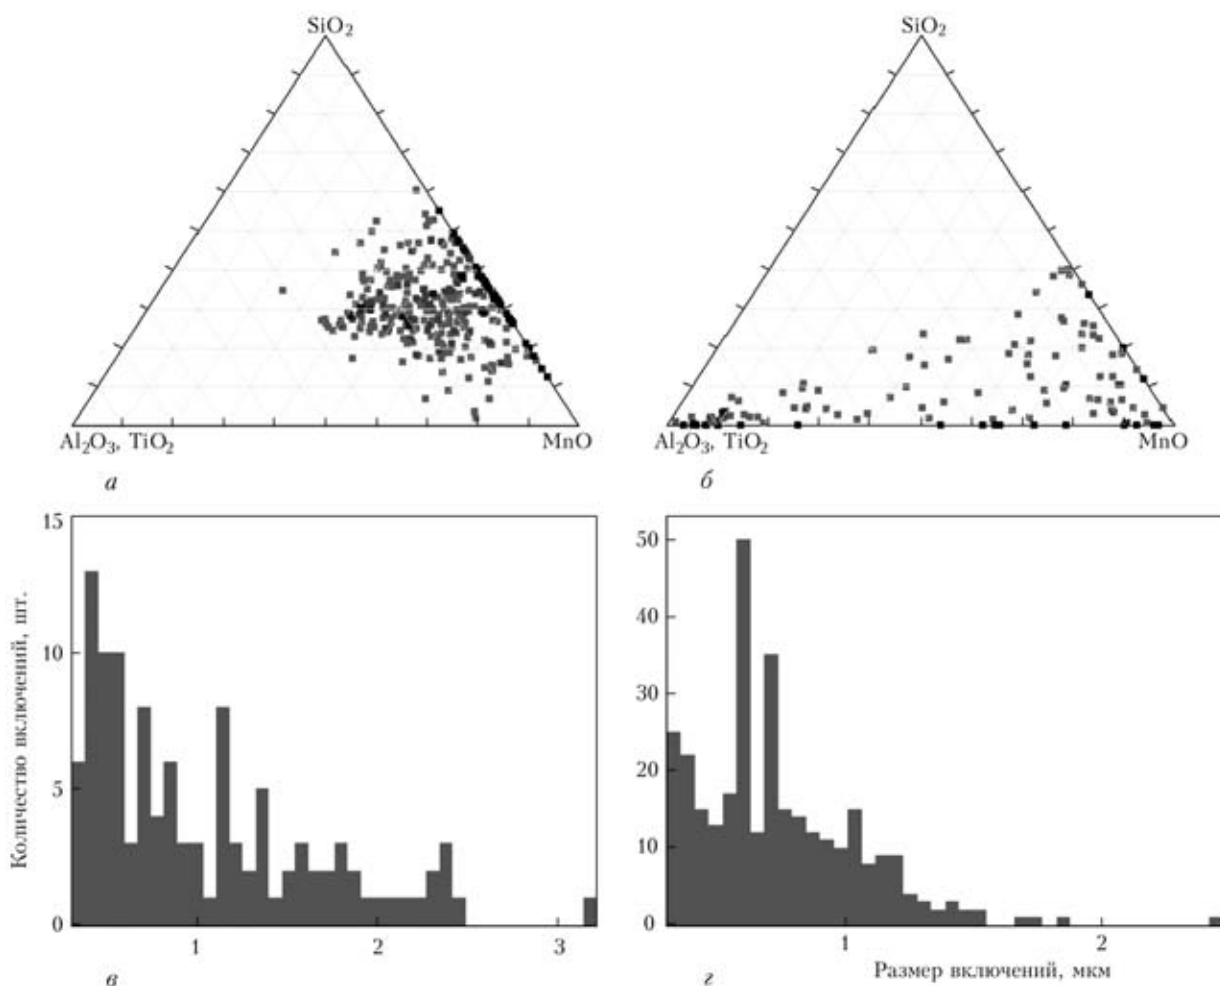 SiO₂
SiO₂
Al₂O₃, TiO₂
MnO
Al₂O₃, TiO₂
MnO
а
б
Количество включений, шт.
15
10
5
0
1
2
3
50
40
30
20
10
0
1
2
в
г
Размер включений, мкм